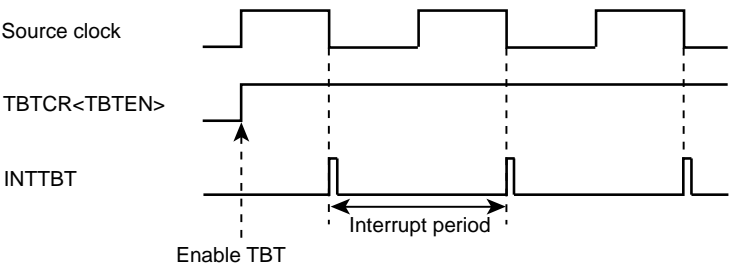 Source clock
TBTCR<TBTEN>
INTTBT
Interrupt period
Enable TBT